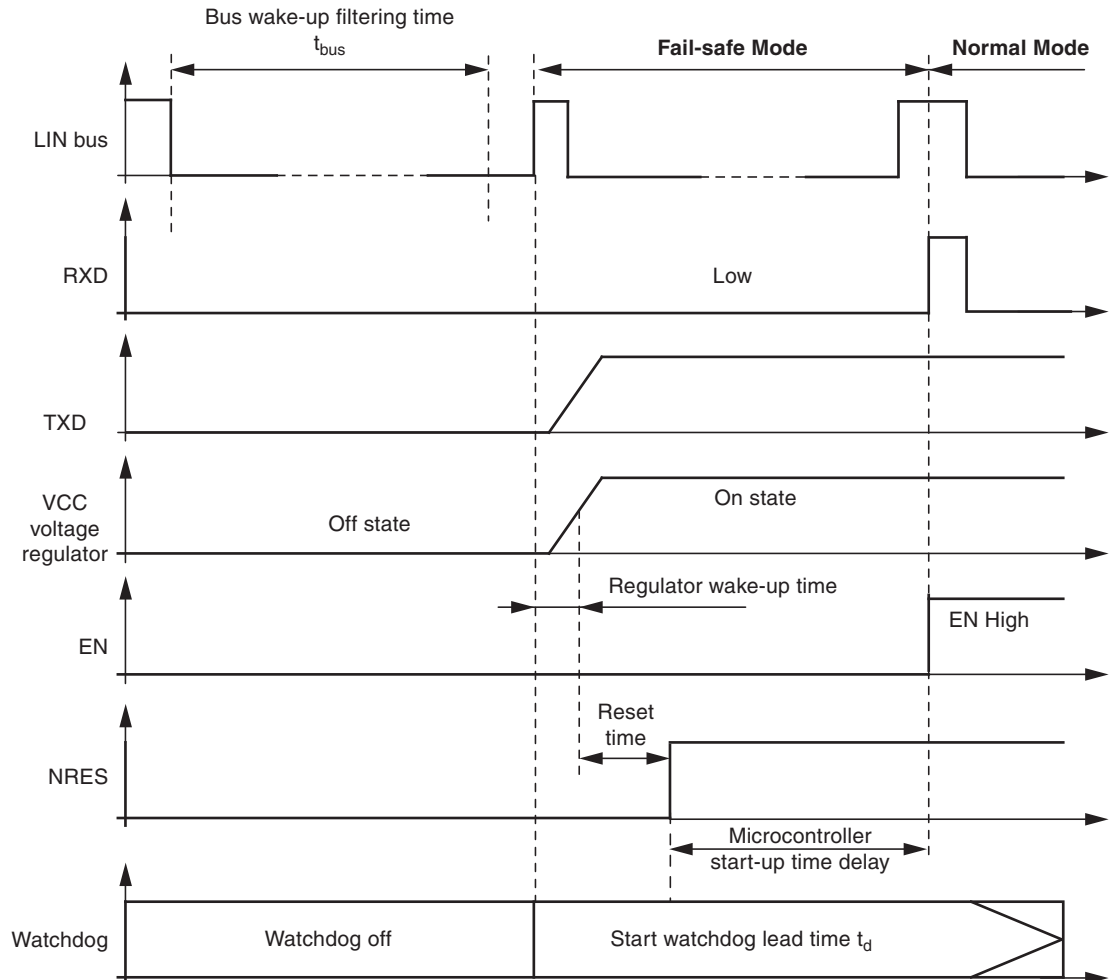 Bus wake-up filtering time
t_bus
Fail-safe Mode
Normal Mode
LIN bus
RXD
Low
TXD
VCC
voltage
regulator
Off state
On state
Regulator wake-up time
EN
EN High
Reset
time
NRES
Microcontroller
start-up time delay
Watchdog
Watchdog off
Start watchdog lead time t_d